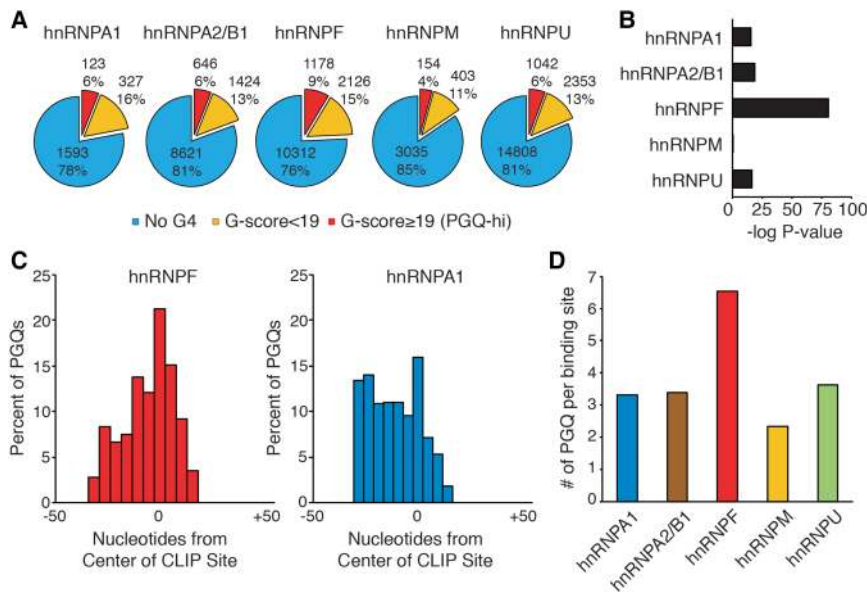 A
hnRNPA1
hnRNPA2/B1
hnRNPF
hnRNPM
hnRNPU
123
6%
327
16%
1593
78%
646
6%
1424
13%
8621
81%
1178
9%
2126
15%
10312
76%
154
4%
403
11%
3035
85%
1042
6%
2353
13%
14808
81%
No G4
G-score<19
G-score≥19 (PGQ-hi)
B
hnRNPA1
hnRNPA2/B1
hnRNPF
hnRNPM
hnRNPU
0 25 50 75 100
-log P-value
C
hnRNPF
25
20
15
10
5
0
Percent of PGQs
-50 0 +50
Nucleotides from
Center of CLIP Site
hnRNPA1
25
20
15
10
5
0
Percent of PGQs
-50 0 +50
Nucleotides from
Center of CLIP Site
D
7
6
5
4
3
2
1
0
# of PGQ per binding site
hnRNPA1
hnRNPA2/B1
hnRNPF
hnRNPM
hnRNPU